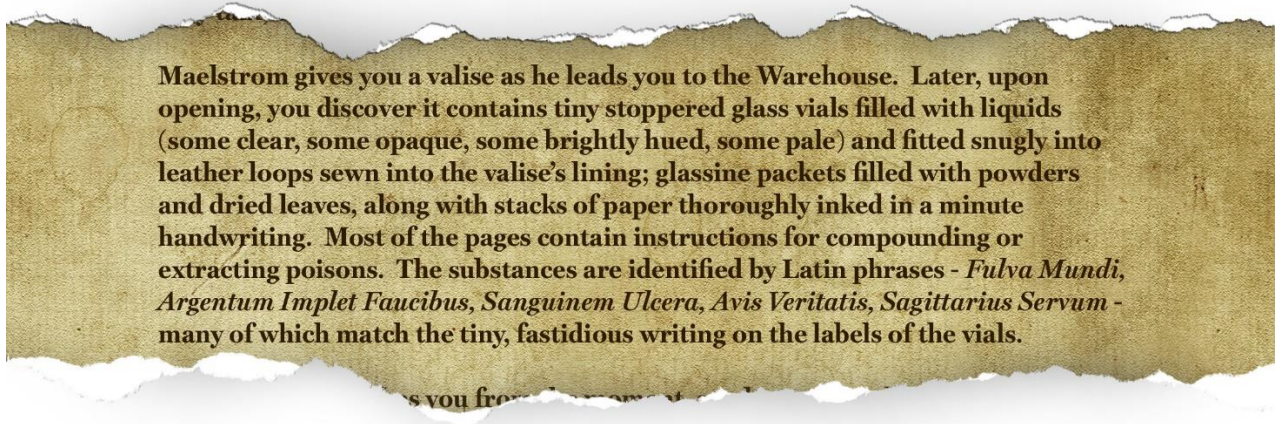 Maelstrom gives you a valise as he leads you to the Warehouse.  Later, upon
opening, you discover it contains tiny stoppered glass vials filled with liquids
(some clear, some opaque, some brightly hued, some pale) and fitted snugly into
leather loops sewn into the valise’s lining; glassine packets filled with powders
and dried leaves, along with stacks of paper thoroughly inked in a minute
handwriting.  Most of the pages contain instructions for compounding or
extracting poisons.  The substances are identified by Latin phrases - Fulva Mundi,
Argentum Implet Faucibus, Sanguinem Ulcera, Avis Veritatis, Sagittarius Servum -
many of which match the tiny, fastidious writing on the labels of the vials.
you moment